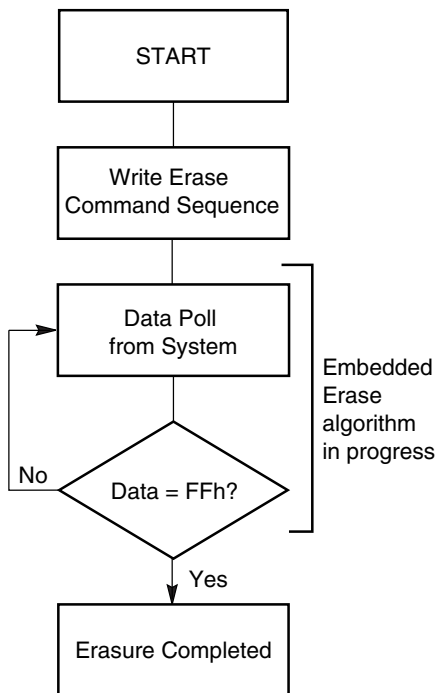 START
Write Erase
Command Sequence
Data Poll
from System
Embedded
Erase
algorithm
in progress
No
Data = FFh?
Yes
Erasure Completed